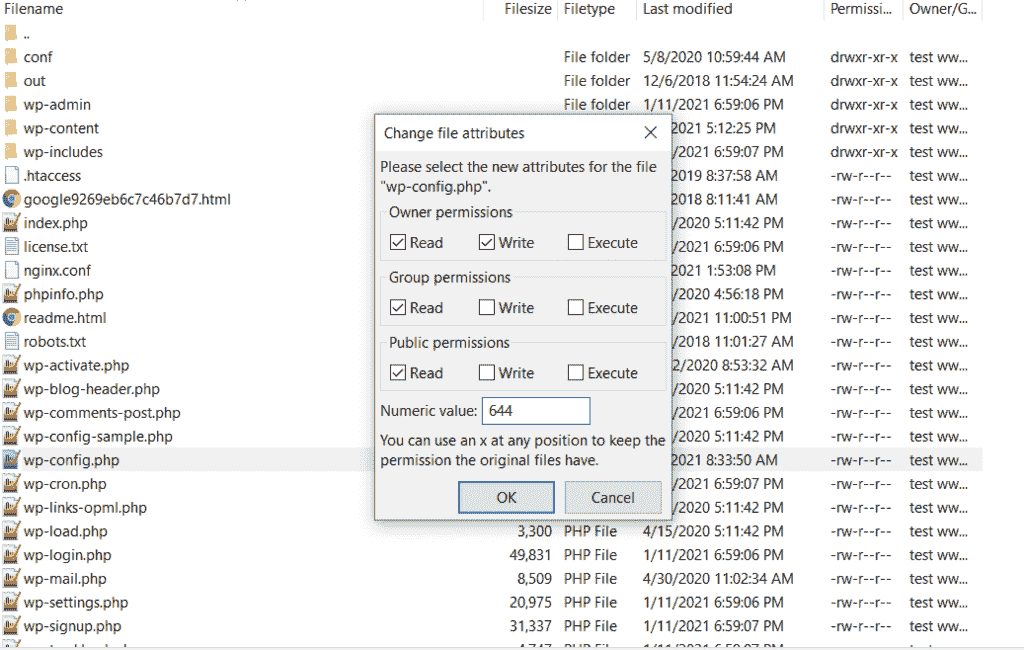 Filename Filesize Filetype Last modified Permissi... Owner/G...
..
conf File folder 5/8/2020 10:59:44 AM drwxr-xr-x test ww...
out File folder 12/6/2018 11:54:24 AM drwxr-xr-x test ww...
wp-admin File folder 1/11/2021 6:59:06 PM drwxr-xr-x test ww...
wp-content 2021 5:12:25 PM drwxr-xr-x test ww...
wp-includes /2021 6:59:07 PM drwxr-xr-x test ww...
.htaccess 2019 8:37:58 AM -rw-r--r-- test ww...
google9269eb6c7c46b7d7.html 2018 8:11:41 AM -rw-r--r-- test ww...
index.php /2020 5:11:42 PM -rw-r--r-- test ww...
license.txt /2021 6:59:06 PM -rw-r--r-- test ww...
nginx.conf 2021 1:53:08 PM -rw-r--r-- test ww...
phpinfo.php /2020 4:56:18 PM -rw-r--r-- test ww...
readme.html /2021 11:00:51 PM -rw-r--r-- test ww...
robots.txt /2018 11:01:27 AM -rw-r--r-- test ww...
wp-activate.php 2/2020 8:53:32 AM -rw-r--r-- test ww...
wp-blog-header.php /2020 5:11:42 PM -rw-r--r-- test ww...
wp-comments-post.php /2021 6:59:06 PM -rw-r--r-- test ww...
wp-config-sample.php /2020 5:11:42 PM -rw-r--r-- test ww...
wp-config.php 2021 8:33:50 AM -rw-r--r-- test ww...
wp-cron.php /2021 6:59:07 PM -rw-r--r-- test ww...
wp-links-opml.php /2020 5:11:42 PM -rw-r--r-- test ww...
wp-load.php 3,300 PHP File 4/15/2020 5:11:42 PM -rw-r--r-- test ww...
wp-login.php 49,831 PHP File 1/11/2021 6:59:06 PM -rw-r--r-- test ww...
wp-mail.php 8,509 PHP File 4/30/2020 11:02:34 AM -rw-r--r-- test ww...
wp-settings.php 20,975 PHP File 1/11/2021 6:59:06 PM -rw-r--r-- test ww...
wp-signup.php 31,337 PHP File 1/11/2021 6:59:07 PM -rw-r--r-- test ww...
Change file attributes
Please select the new attributes for the file
"wp-config.php".
Owner permissions
Read Write Execute
Group permissions
Read Write Execute
Public permissions
Read Write Execute
Numeric value: 644
You can use an x at any position to keep the
permission the original files have.
OK Cancel